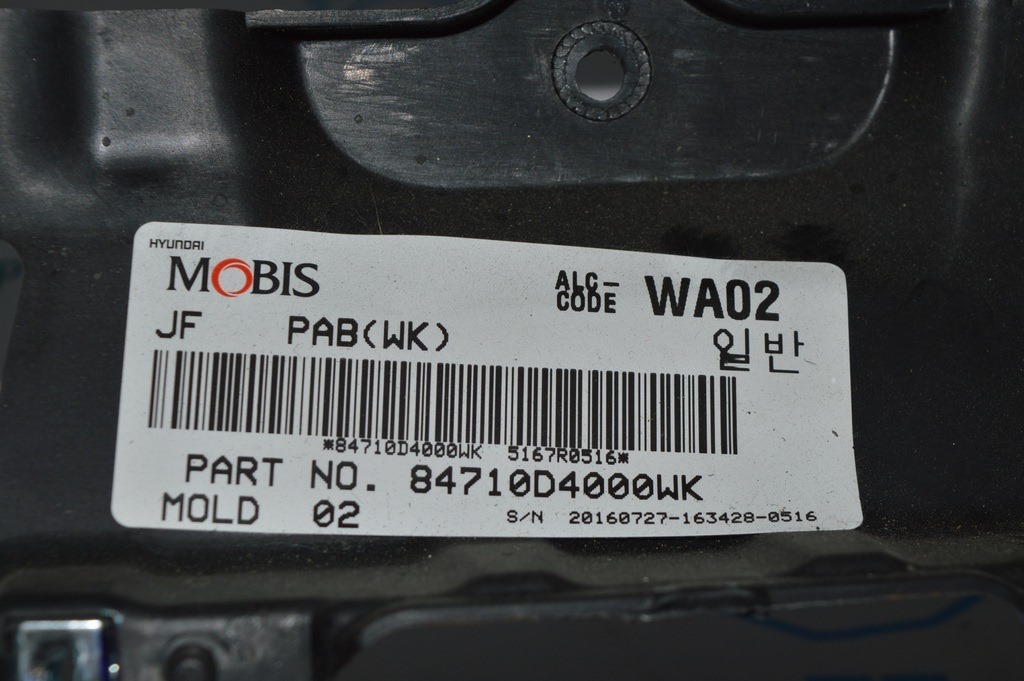 HYUNDAI
MOBIS
ALC-CODE WA02
JF PAB(WK)
일반
*84710D4000WK 5167R0516*
PART NO. 84710D4000WK
MOLD 02
S/N 20160727-163428-0516